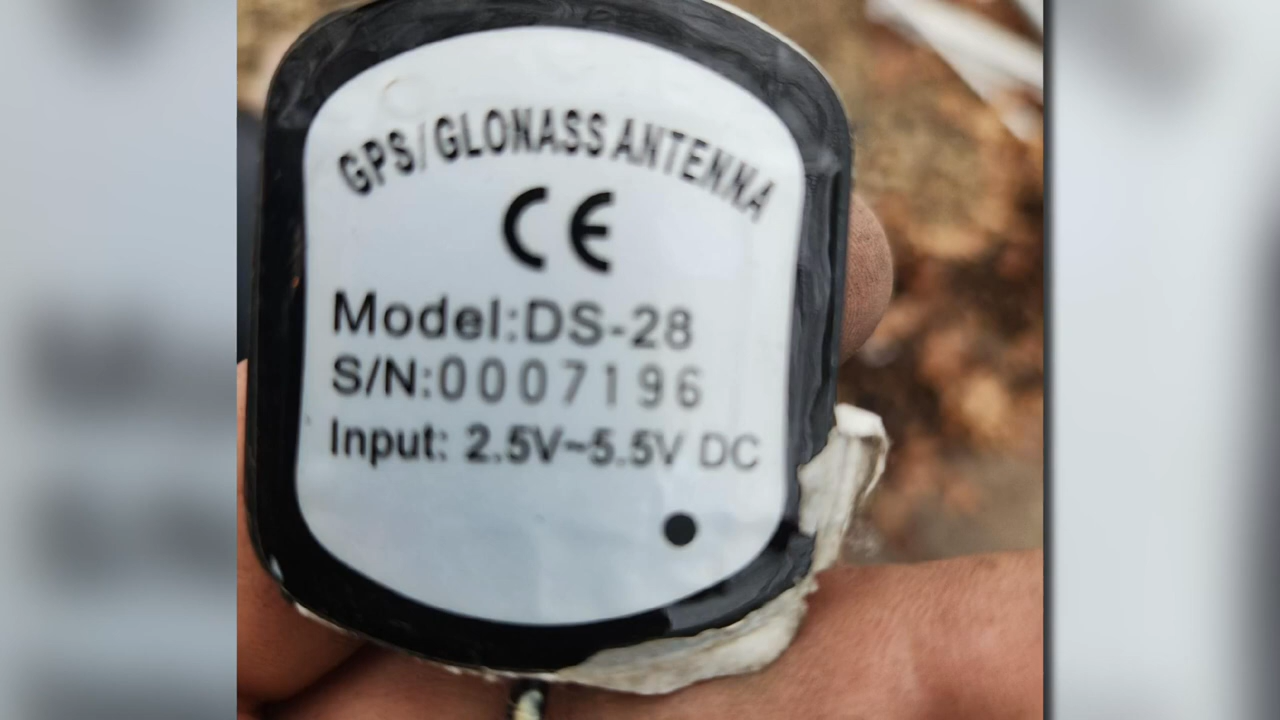 GPS/GLONASS ANTENNA
CE
Model:DS-28
S/N:0007196
Input: 2.5V~5.5V DC